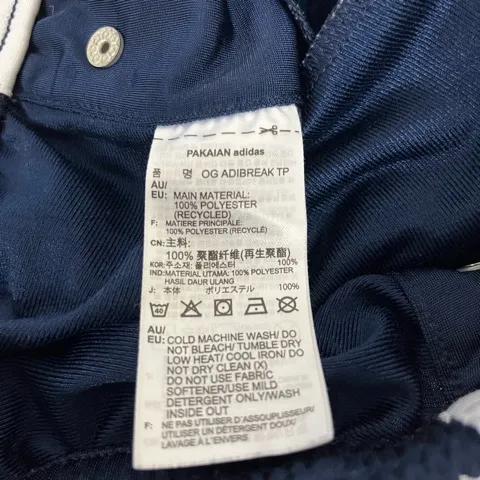 PAKAIAN adidas
품 명 OG ADIBREAK TP
AU/
EU: MAIN MATERIAL:
100% POLYESTER
(RECYCLED)
F: MATIERE PRINCIPALE:
100% POLYESTER (RECYCLE)
CN: 主料:
100% 聚酯纤维(再生聚酯)
KOR: 주소재: 폴리에스터 100%
IND: MATERIAL UTAMA: 100% POLYESTER
HASIL DAUR ULANG
J: 本体 ポリエステル 100%
40
AU/
EU: COLD MACHINE WASH/ DO
NOT BLEACH/ TUMBLE DRY
LOW HEAT/ COOL IRON/ DO
NOT DRY CLEAN (X)
DO NOT USE FABRIC
SOFTENER/USE MILD
DETERGENT ONLY/WASH
INSIDE OUT
F: NE PAS UTILISER D'ASSOUPLISSEUR/
UTILISER UN DÉTERGENT DOUX/
LAVAGE À L'ENVERS